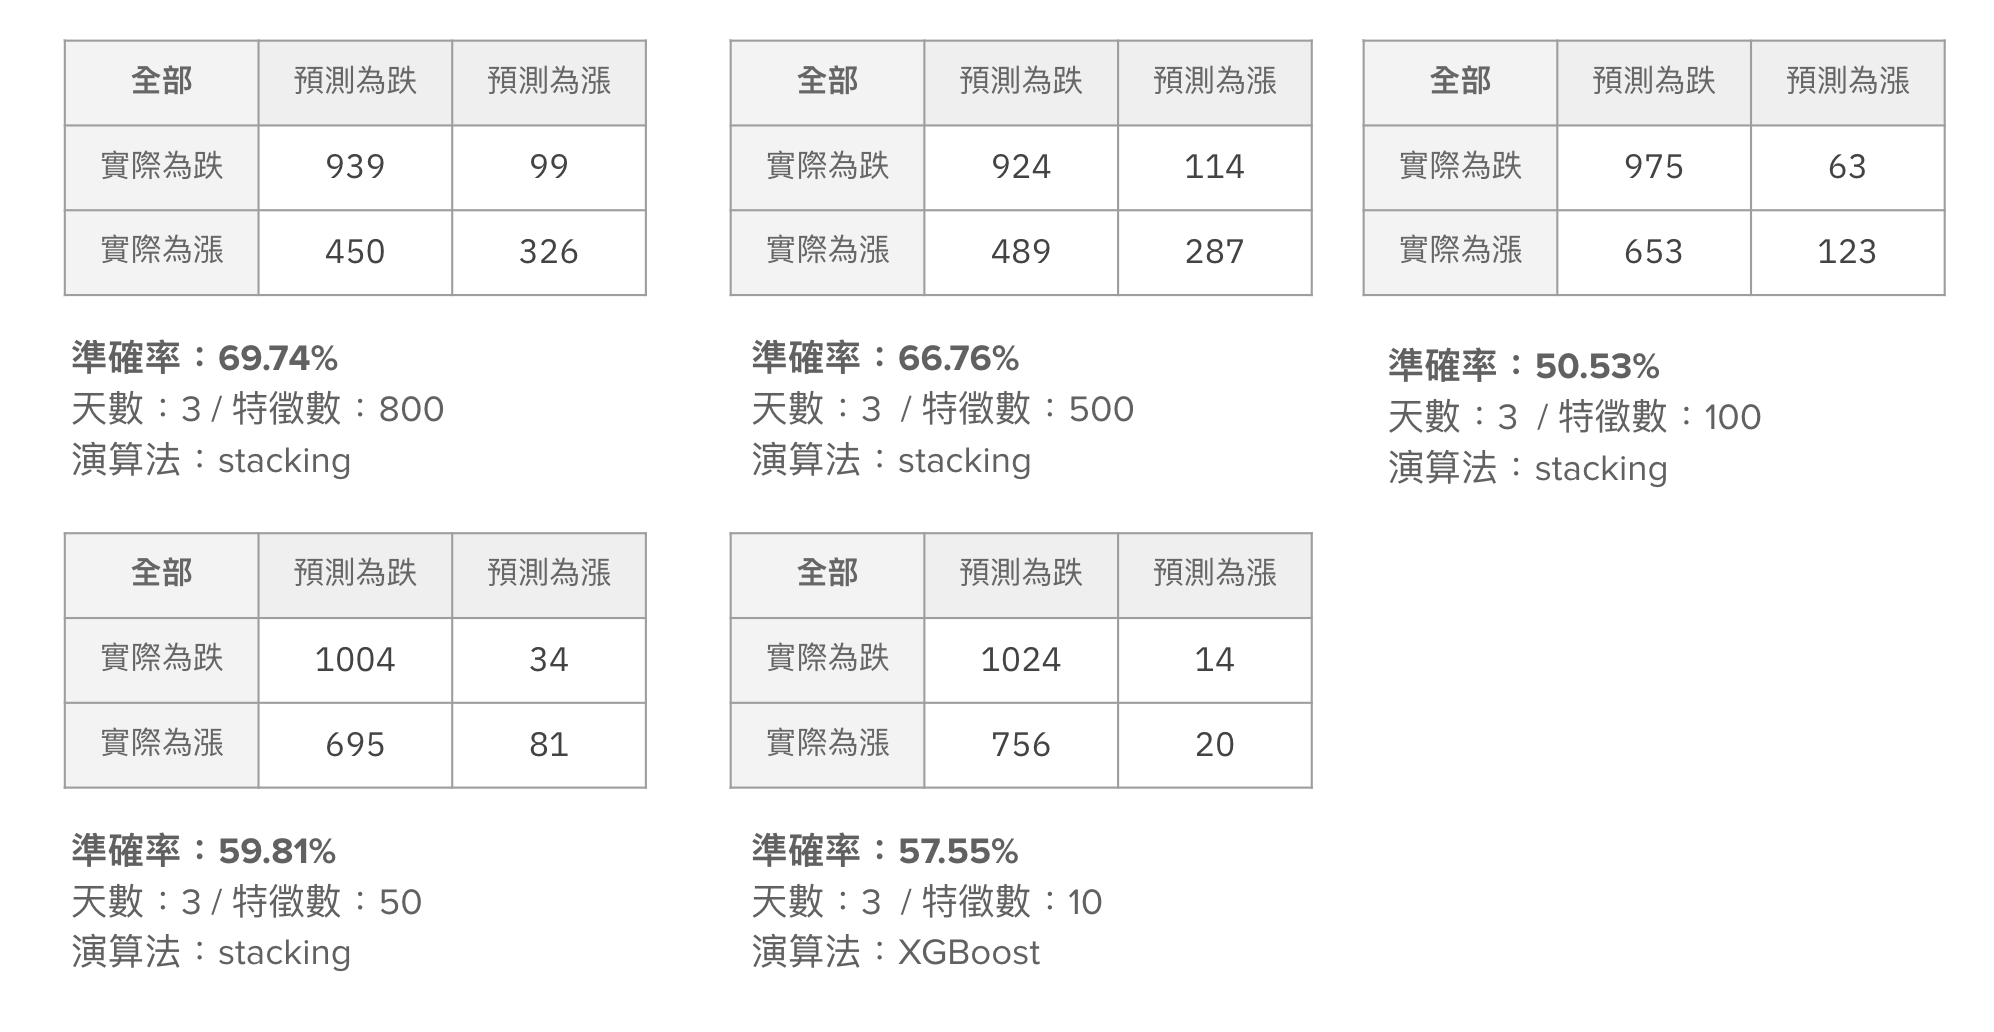 全部 預測為跌 預測為漲
實際為跌 939 99
實際為漲 450 326
準確率：69.74%
天數：3 / 特徵數：800
演算法：stacking
全部 預測為跌 預測為漲
實際為跌 924 114
實際為漲 489 287
準確率：66.76%
天數：3 / 特徵數：500
演算法：stacking
全部 預測為跌 預測為漲
實際為跌 975 63
實際為漲 653 123
準確率：50.53%
天數：3 / 特徵數：100
演算法：stacking
全部 預測為跌 預測為漲
實際為跌 1004 34
實際為漲 695 81
準確率：59.81%
天數：3 / 特徵數：50
演算法：stacking
全部 預測為跌 預測為漲
實際為跌 1024 14
實際為漲 756 20
準確率：57.55%
天數：3 / 特徵數：10
演算法：XGBoost